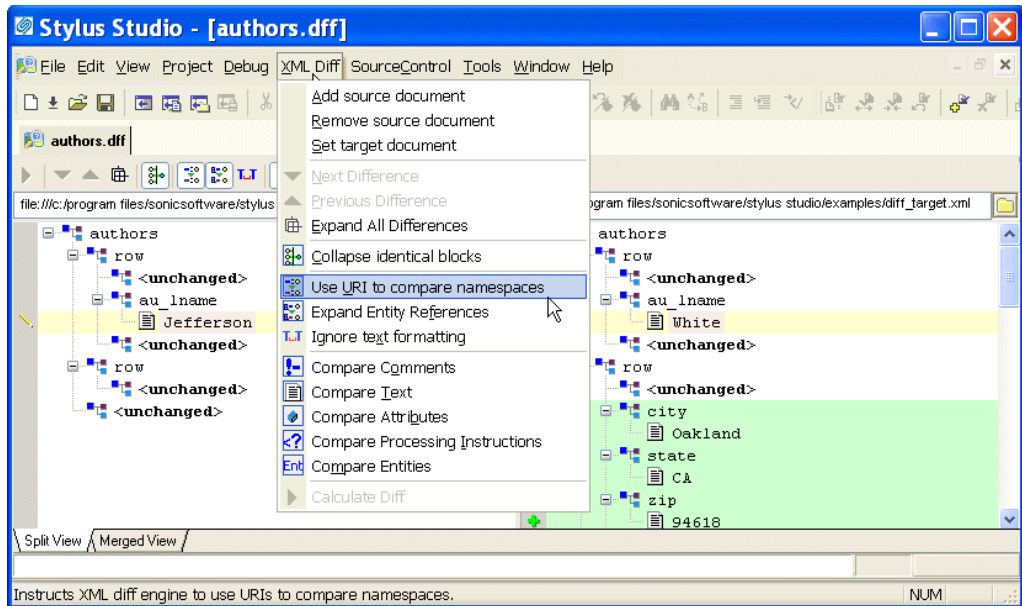 Stylus Studio - [authors.dff]
File Edit View Project Debug XML Diff SourceControl Tools Window Help
authors.dff
file:///c:/program files/sonicsoftware/stylus
ogram files/sonicsoftware/stylus studio/examples/diff_target.xml
Add source document
Remove source document
Set target document
Next Difference
Previous Difference
Expand All Differences
Collapse identical blocks
Use URI to compare namespaces
Expand Entity References
Ignore text formatting
Compare Comments
Compare Text
Compare Attributes
Compare Processing Instructions
Ent Compare Entities
Calculate Diff
authors
row
<unchanged>
au_lname
Jefferson
<unchanged>
row
<unchanged>
<unchanged>
authors
row
<unchanged>
au_lname
White
<unchanged>
row
<unchanged>
city
Oakland
state
CA
zip
94618
Split View Merged View
Instructs XML diff engine to use URIs to compare namespaces. NUM